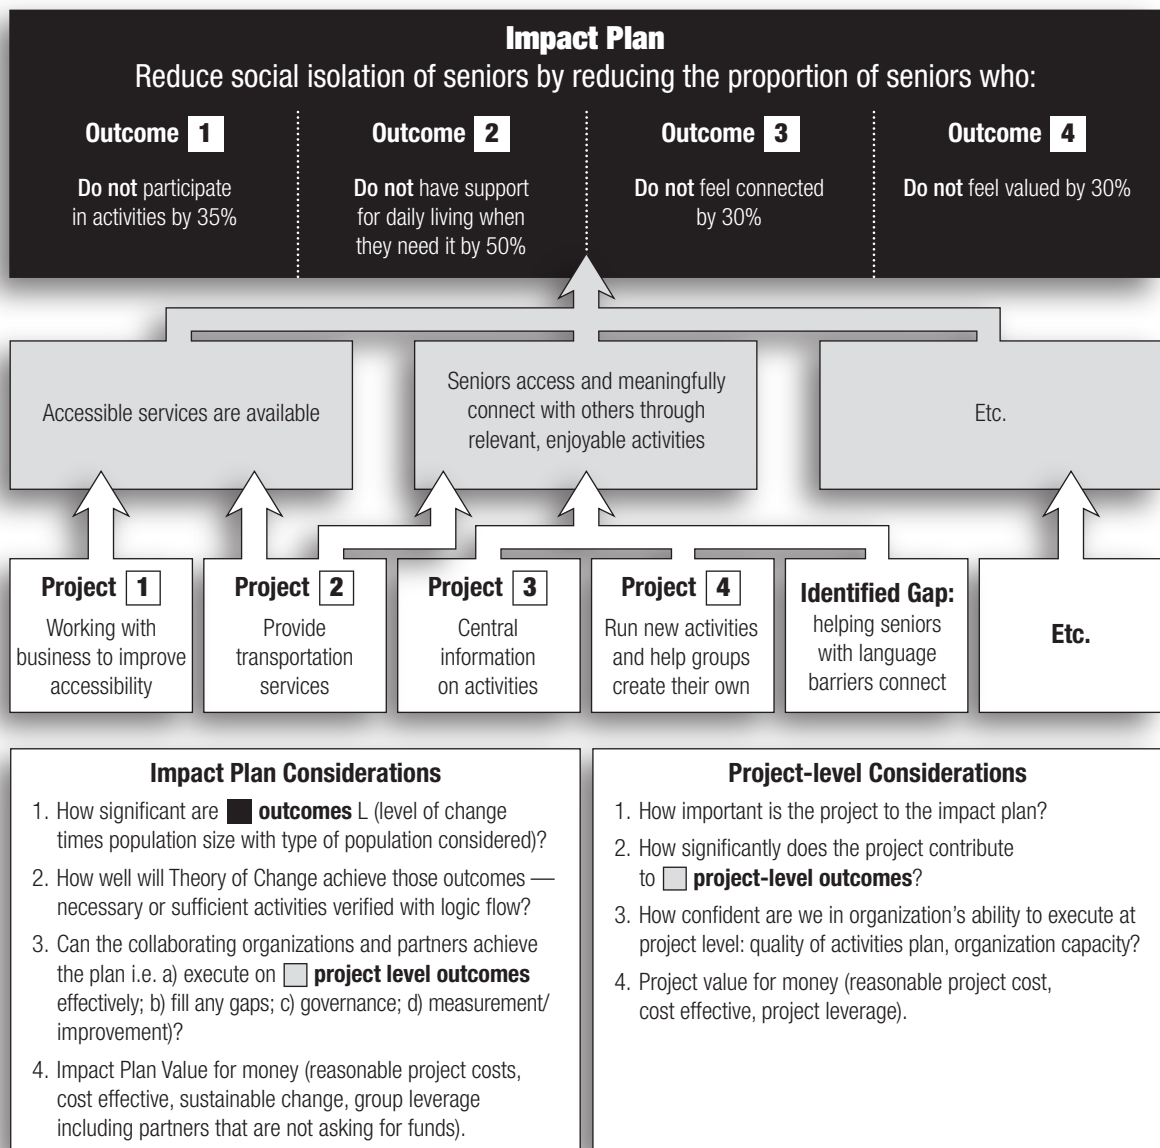 Impact Plan
Reduce social isolation of seniors by reducing the proportion of seniors who:
Outcome 1
Do not participate
in activities by 35%
Outcome 2
Do not have support
for daily living when
they need it by 50%
Outcome 3
Do not feel connected
by 30%
Outcome 4
Do not feel valued by 30%
Accessible services are available
Seniors access and meaningfully
connect with others through
relevant, enjoyable activities
Etc.
Project 1
Working with
business to improve
accessibility
Project 2
Provide
transportation
services
Project 3
Central
information
on activities
Project 4
Run new activities
and help groups
create their own
Identified Gap:
helping seniors
with language
barriers connect
Etc.
Impact Plan Considerations
1. How significant are outcomes L (level of change
times population size with type of population considered)?
2. How well will Theory of Change achieve those outcomes —
necessary or sufficient activities verified with logic flow?
3. Can the collaborating organizations and partners achieve
the plan i.e. a) execute on project level outcomes
effectively; b) fill any gaps; c) governance; d) measurement/
improvement)?
4. Impact Plan Value for money (reasonable project costs,
cost effective, sustainable change, group leverage
including partners that are not asking for funds).
Project-level Considerations
1. How important is the project to the impact plan?
2. How significantly does the project contribute
to project-level outcomes?
3. How confident are we in organization's ability to execute at
project level: quality of activities plan, organization capacity?
4. Project value for money (reasonable project cost,
cost effective, project leverage).